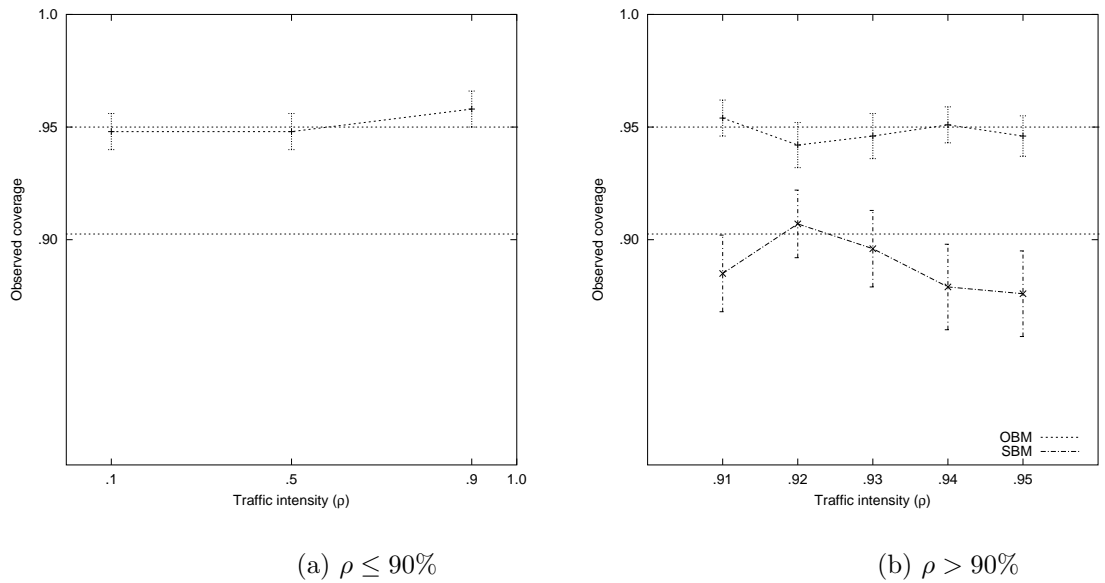 1.0
.95
.90
Observed coverage
.1 .5 .9 1.0
Traffic intensity (ρ)
(a) ρ ≤ 90%
1.0
.95
.90
Observed coverage
OBM
SBM
.91 .92 .93 .94 .95
Traffic intensity (ρ)
(b) ρ > 90%